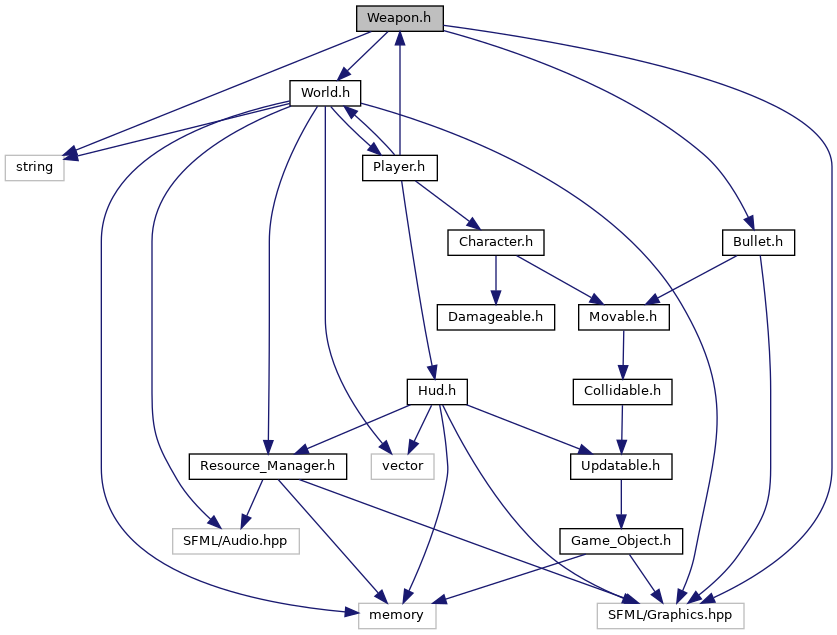 Weapon.h
World.h
string
Player.h
Character.h
Bullet.h
Damageable.h
Movable.h
Hud.h
Collidable.h
Resource_Manager.h
vector
Updatable.h
SFML/Audio.hpp
Game_Object.h
memory
SFML/Graphics.hpp